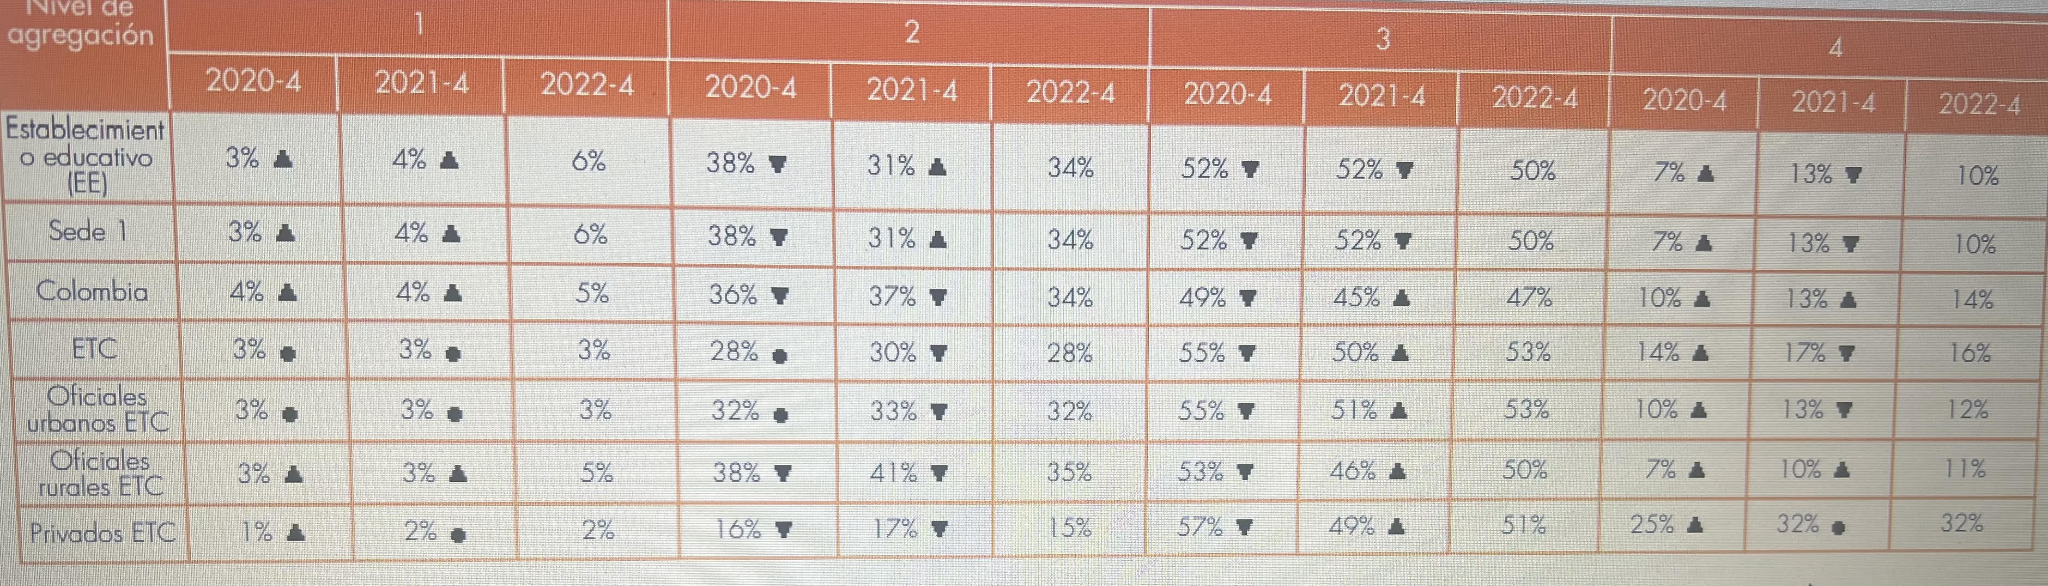 Nivel de
agregación
1 2 3 4
2020-4 2021-4 2022-4 2020-4 2021-4 2022-4 2020-4 2021-4 2022-4 2020-4 2021-4 2022-4
Establecimient
o educativo
(EE)
3% ▲ 4% ▲ 6% 38% ▼ 31% ▲ 34% 52% ▼ 52% ▼ 50% 7% ▲ 13% ▼ 10%
Sede 1 3% ▲ 4% ▲ 6% 38% ▼ 31% ▲ 34% 52% ▼ 52% ▼ 50% 7% ▲ 13% ▼ 10%
Colombia 4% ▲ 4% ▲ 5% 36% ▼ 37% ▼ 34% 49% ▼ 45% ▲ 47% 10% ▲ 13% ▲ 14%
ETC 3% ● 3% ● 3% 28% ● 30% ▼ 28% 55% ▼ 50% ▲ 53% 14% ▲ 17% ▼ 16%
Oficiales
urbanos ETC
3% ● 3% ● 3% 32% ● 33% ▼ 32% 55% ▼ 51% ▲ 53% 10% ▲ 13% ▼ 12%
Oficiales
rurales ETC
3% ▲ 3% ▲ 5% 38% ▼ 41% ▼ 35% 53% ▼ 46% ▲ 50% 7% ▲ 10% ▲ 11%
Privados ETC 1% ▲ 2% ● 2% 16% ▼ 17% ▼ 15% 57% ▼ 49% ▲ 51% 25% ▲ 32% ● 32%